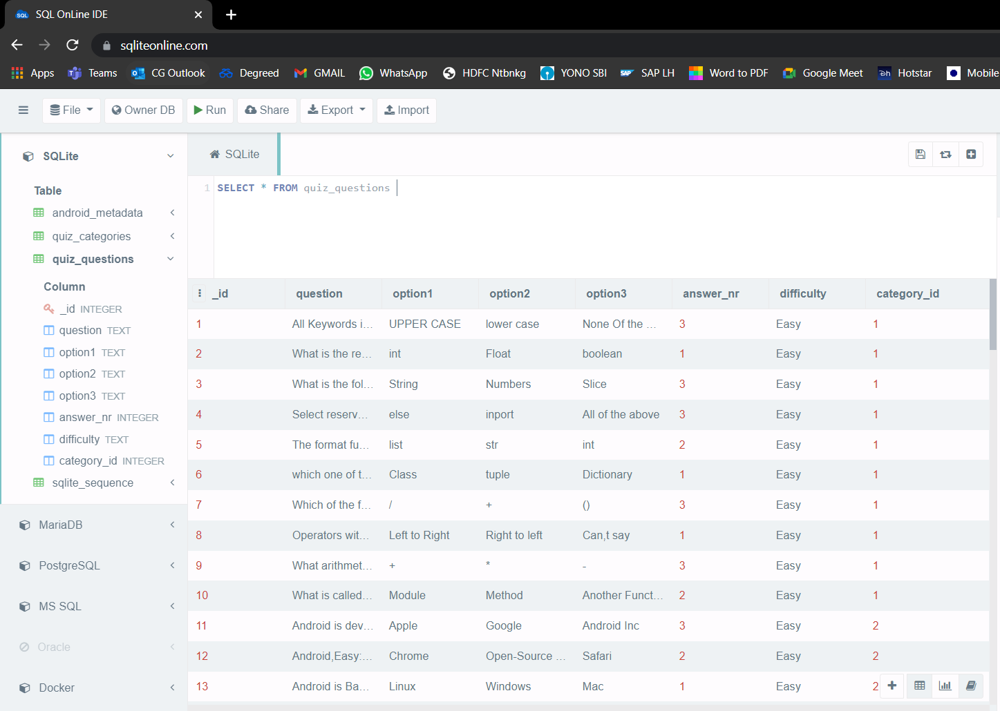 SQL OnLine IDE
sqliteonline.com
Apps Teams CG Outlook Degreed GMAIL WhatsApp HDFC Ntbnkg YONO SBI SAP LH Word to PDF Google Meet Hotstar Mobile
File Owner DB Run Share Export Import
SQLite
SQLite
1 SELECT * FROM quiz_questions
Table
android_metadata
quiz_categories
quiz_questions
Column
_id INTEGER
question TEXT
option1 TEXT
option2 TEXT
option3 TEXT
answer_nr INTEGER
difficulty TEXT
category_id INTEGER
sqlite_sequence
MariaDB
PostgreSQL
MS SQL
Oracle
Docker
_id question option1 option2 option3 answer_nr difficulty category_id
1 All Keywords i... UPPER CASE lower case None Of the ... 3 Easy 1
2 What is the re... int Float boolean 1 Easy 1
3 What is the fol... String Numbers Slice 3 Easy 1
4 Select reserv... else inport All of the above 3 Easy 1
5 The format fu... list str int 2 Easy 1
6 which one of t... Class tuple Dictionary 1 Easy 1
7 Which of the f... / + () 3 Easy 1
8 Operators wit... Left to Right Right to left Can,t say 1 Easy 1
9 What arithmet... + * - 3 Easy 1
10 What is called... Module Method Another Funct... 2 Easy 1
11 Android is dev... Apple Google Android Inc 3 Easy 2
12 Android,Easy:... Chrome Open-Source ... Safari 2 Easy 2
13 Android is Ba... Linux Windows Mac 1 Easy 2